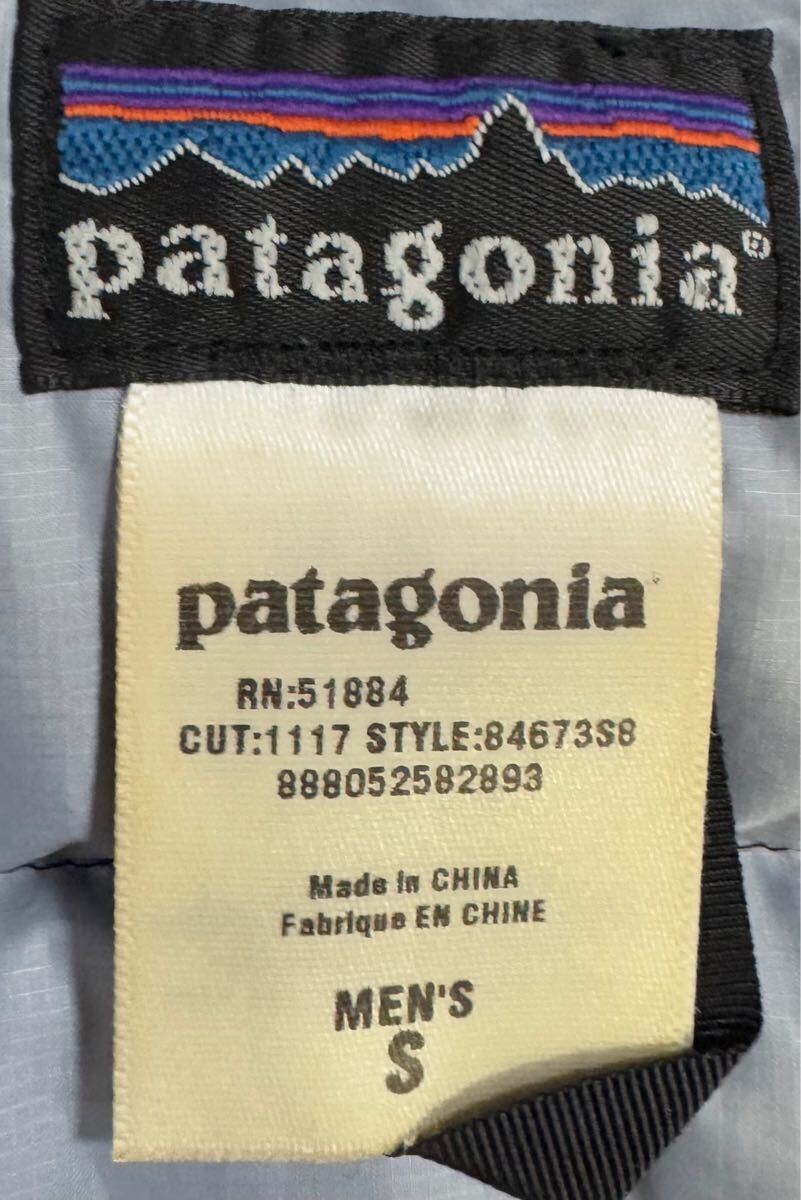 patagonia®
patagonia
RN:51884
CUT:1117 STYLE:84673S8
888052582893
Made in CHINA
Fabrique EN CHINE
MEN'S
S